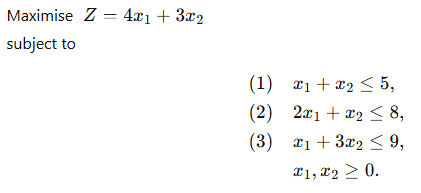 Maximise Z = 4x₁ + 3x₂
subject to
(1) x₁ + x₂ ≤ 5,
(2) 2x₁ + x₂ ≤ 8,
(3) x₁ + 3x₂ ≤ 9,
x₁, x₂ ≥ 0.